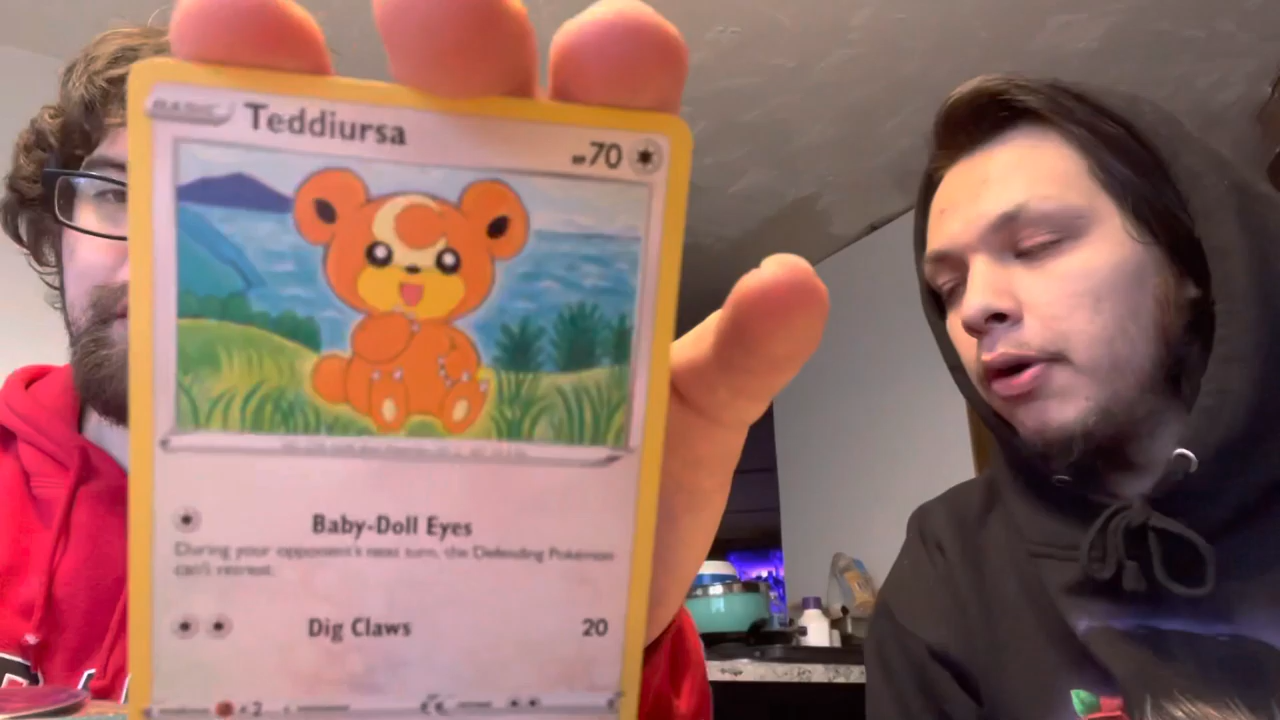 BASIC Teddiursa
HP70
Baby-Doll Eyes
During your opponent's next turn, the Defending Pokémon
can't retreat.
Dig Claws 20
×2